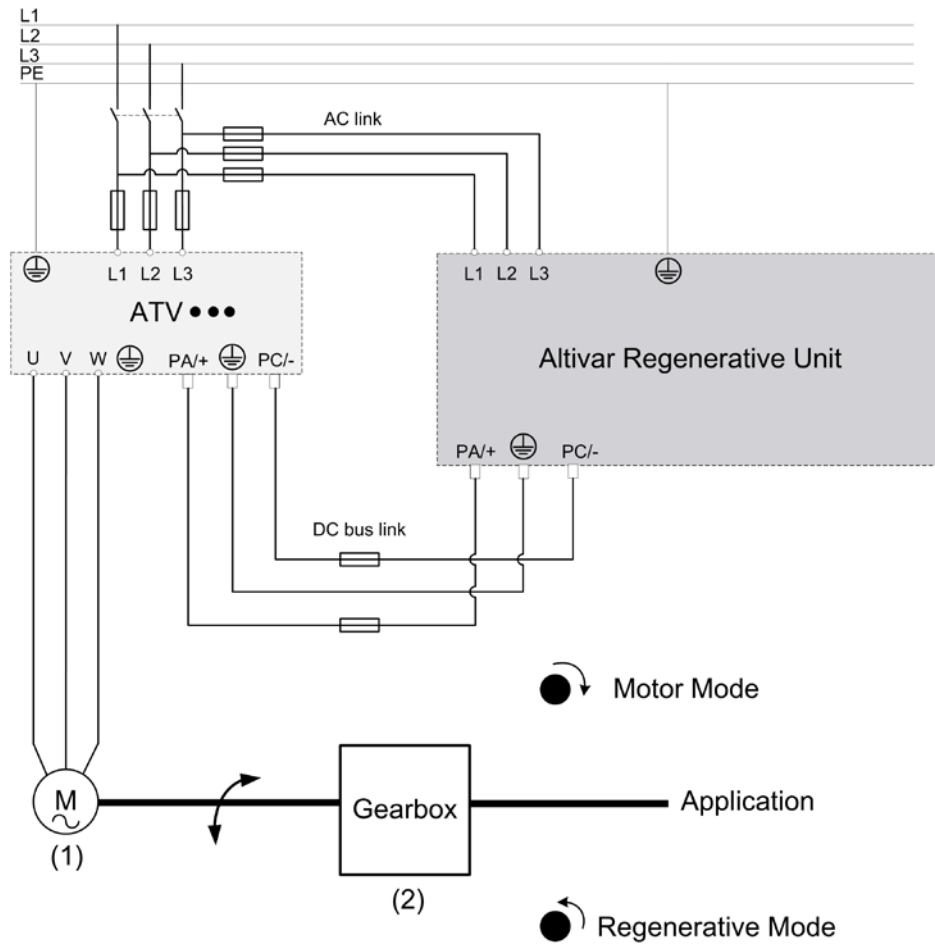 L1
L2
L3
PE
AC link
L1 L2 L3
L1 L2 L3
ATV•••
Altivar Regenerative Unit
U V W PA/+ PC/-
PA/+ PC/-
DC bus link
Motor Mode
M
Gearbox
Application
(1)
(2)
Regenerative Mode